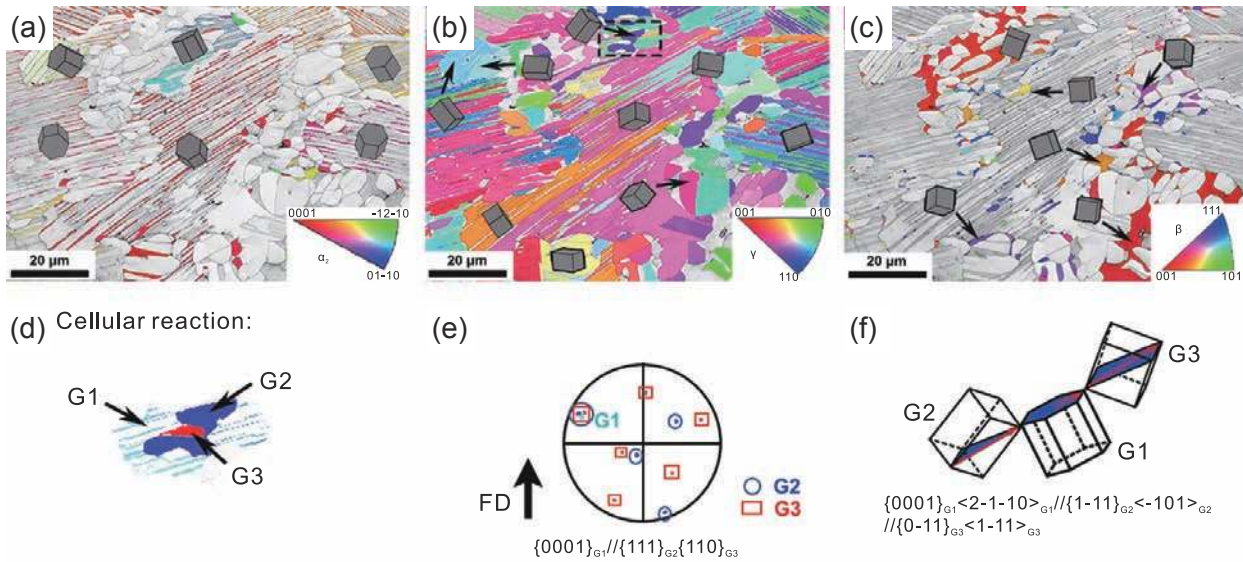 (a)
0001
-12-10
α₂
01-10
20 μm
(b)
001
010
γ
110
20 μm
(c)
111
β
001
101
20 μm
(d) Cellular reaction:
G1
G2
G3
(e)
G1
FD
G2
G3
{0001}G1//{111}G2{110}G3
(f)
G3
G2
G1
{0001}G1<2-1-10>G1//{1-11}G2<-101>G2
//{0-11}G3<1-11>G3